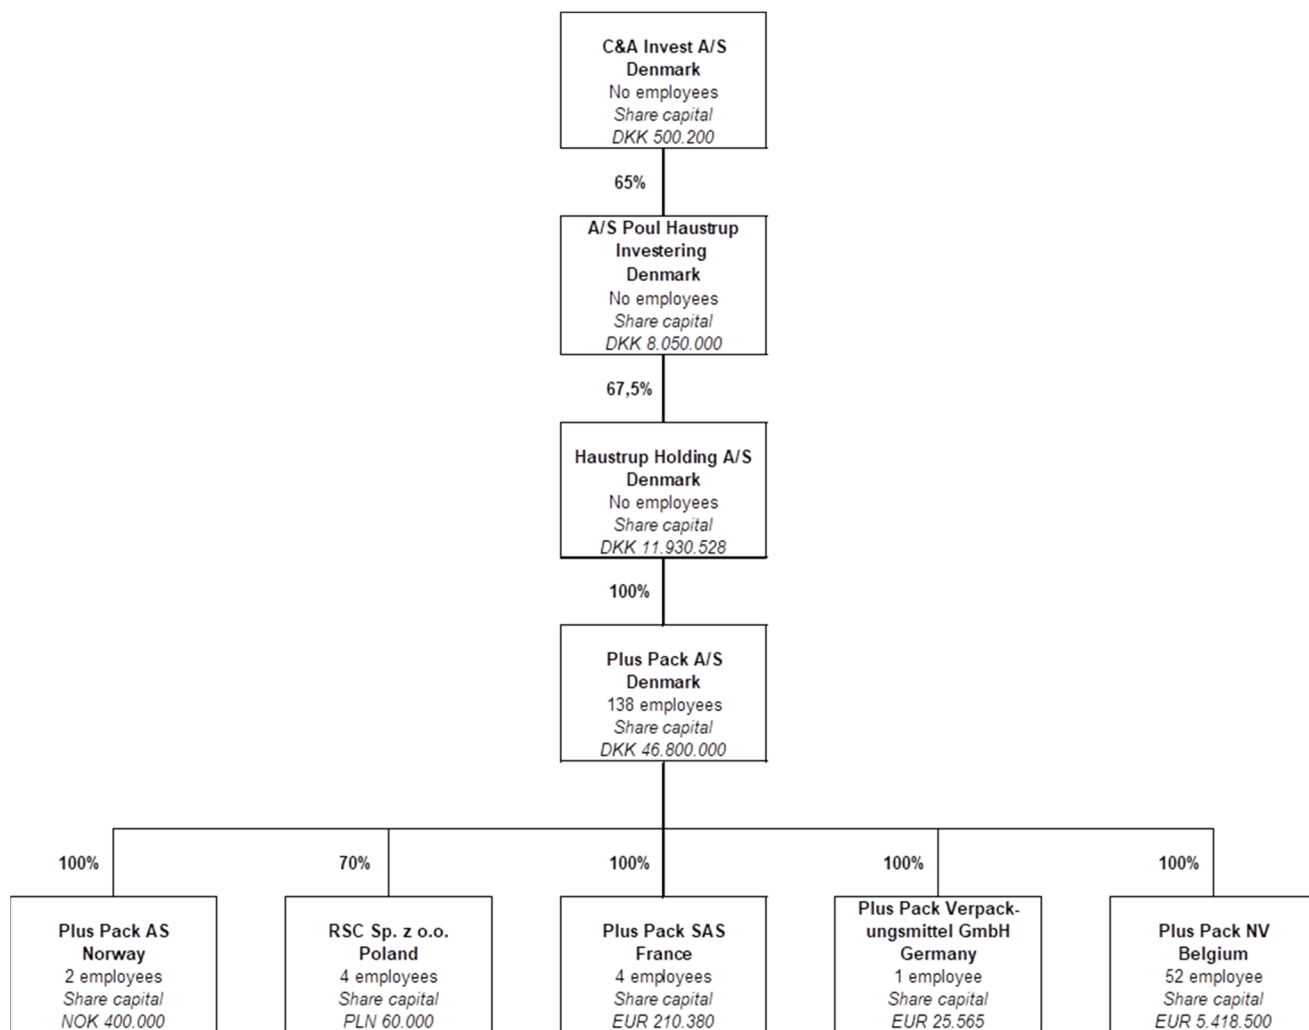 C&A Invest A/S
Denmark
No employees
Share capital
DKK 500.200
65%
A/S Poul Haustrup
Investering
Denmark
No employees
Share capital
DKK 8.050.000
67,5%
Haustrup Holding A/S
Denmark
No employees
Share capital
DKK 11.930.528
100%
Plus Pack A/S
Denmark
138 employees
Share capital
DKK 46.800.000
100%
Plus Pack AS
Norway
2 employees
Share capital
NOK 400.000
70%
RSC Sp. z o.o.
Poland
4 employees
Share capital
PLN 60.000
100%
Plus Pack SAS
France
4 employees
Share capital
EUR 210.380
100%
Plus Pack Verpack-
ungsmittel GmbH
Germany
1 employee
Share capital
EUR 25.565
100%
Plus Pack NV
Belgium
52 employee
Share capital
EUR 5.418,500